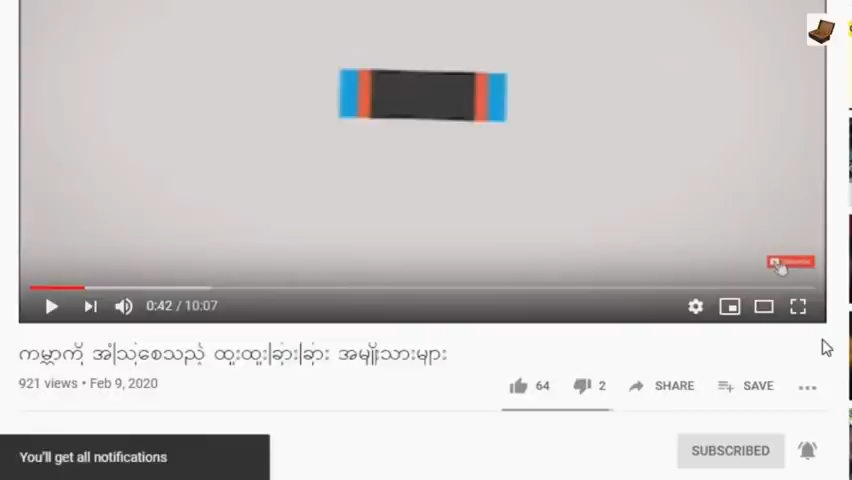 0:42 / 10:07
ကမ္ဘာကို အံ့သြစေသည့် ထူးထူးခြားခြား အမျိုးသားများ
921 views • Feb 9, 2020
64 2 SHARE SAVE
SUBSCRIBED
You'll get all notifications